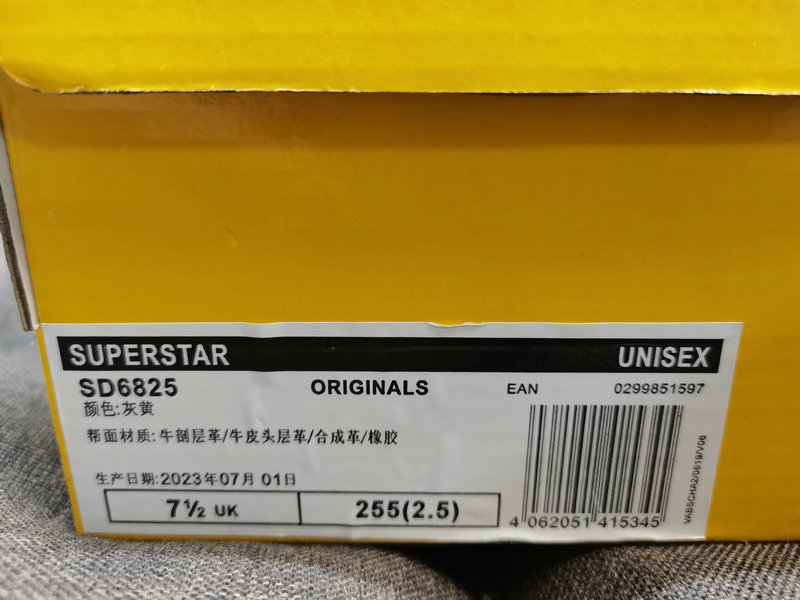 SUPERSTAR UNISEX
SD6825 ORIGINALS EAN 0299851597
颜色:灰黄
帮面材质:牛剖层革/牛皮头层革/合成革/橡胶
生产日期:2023年07月 01日
7½ UK 255(2.5)
4 062051 415345
VABSCHA2/0619/V06